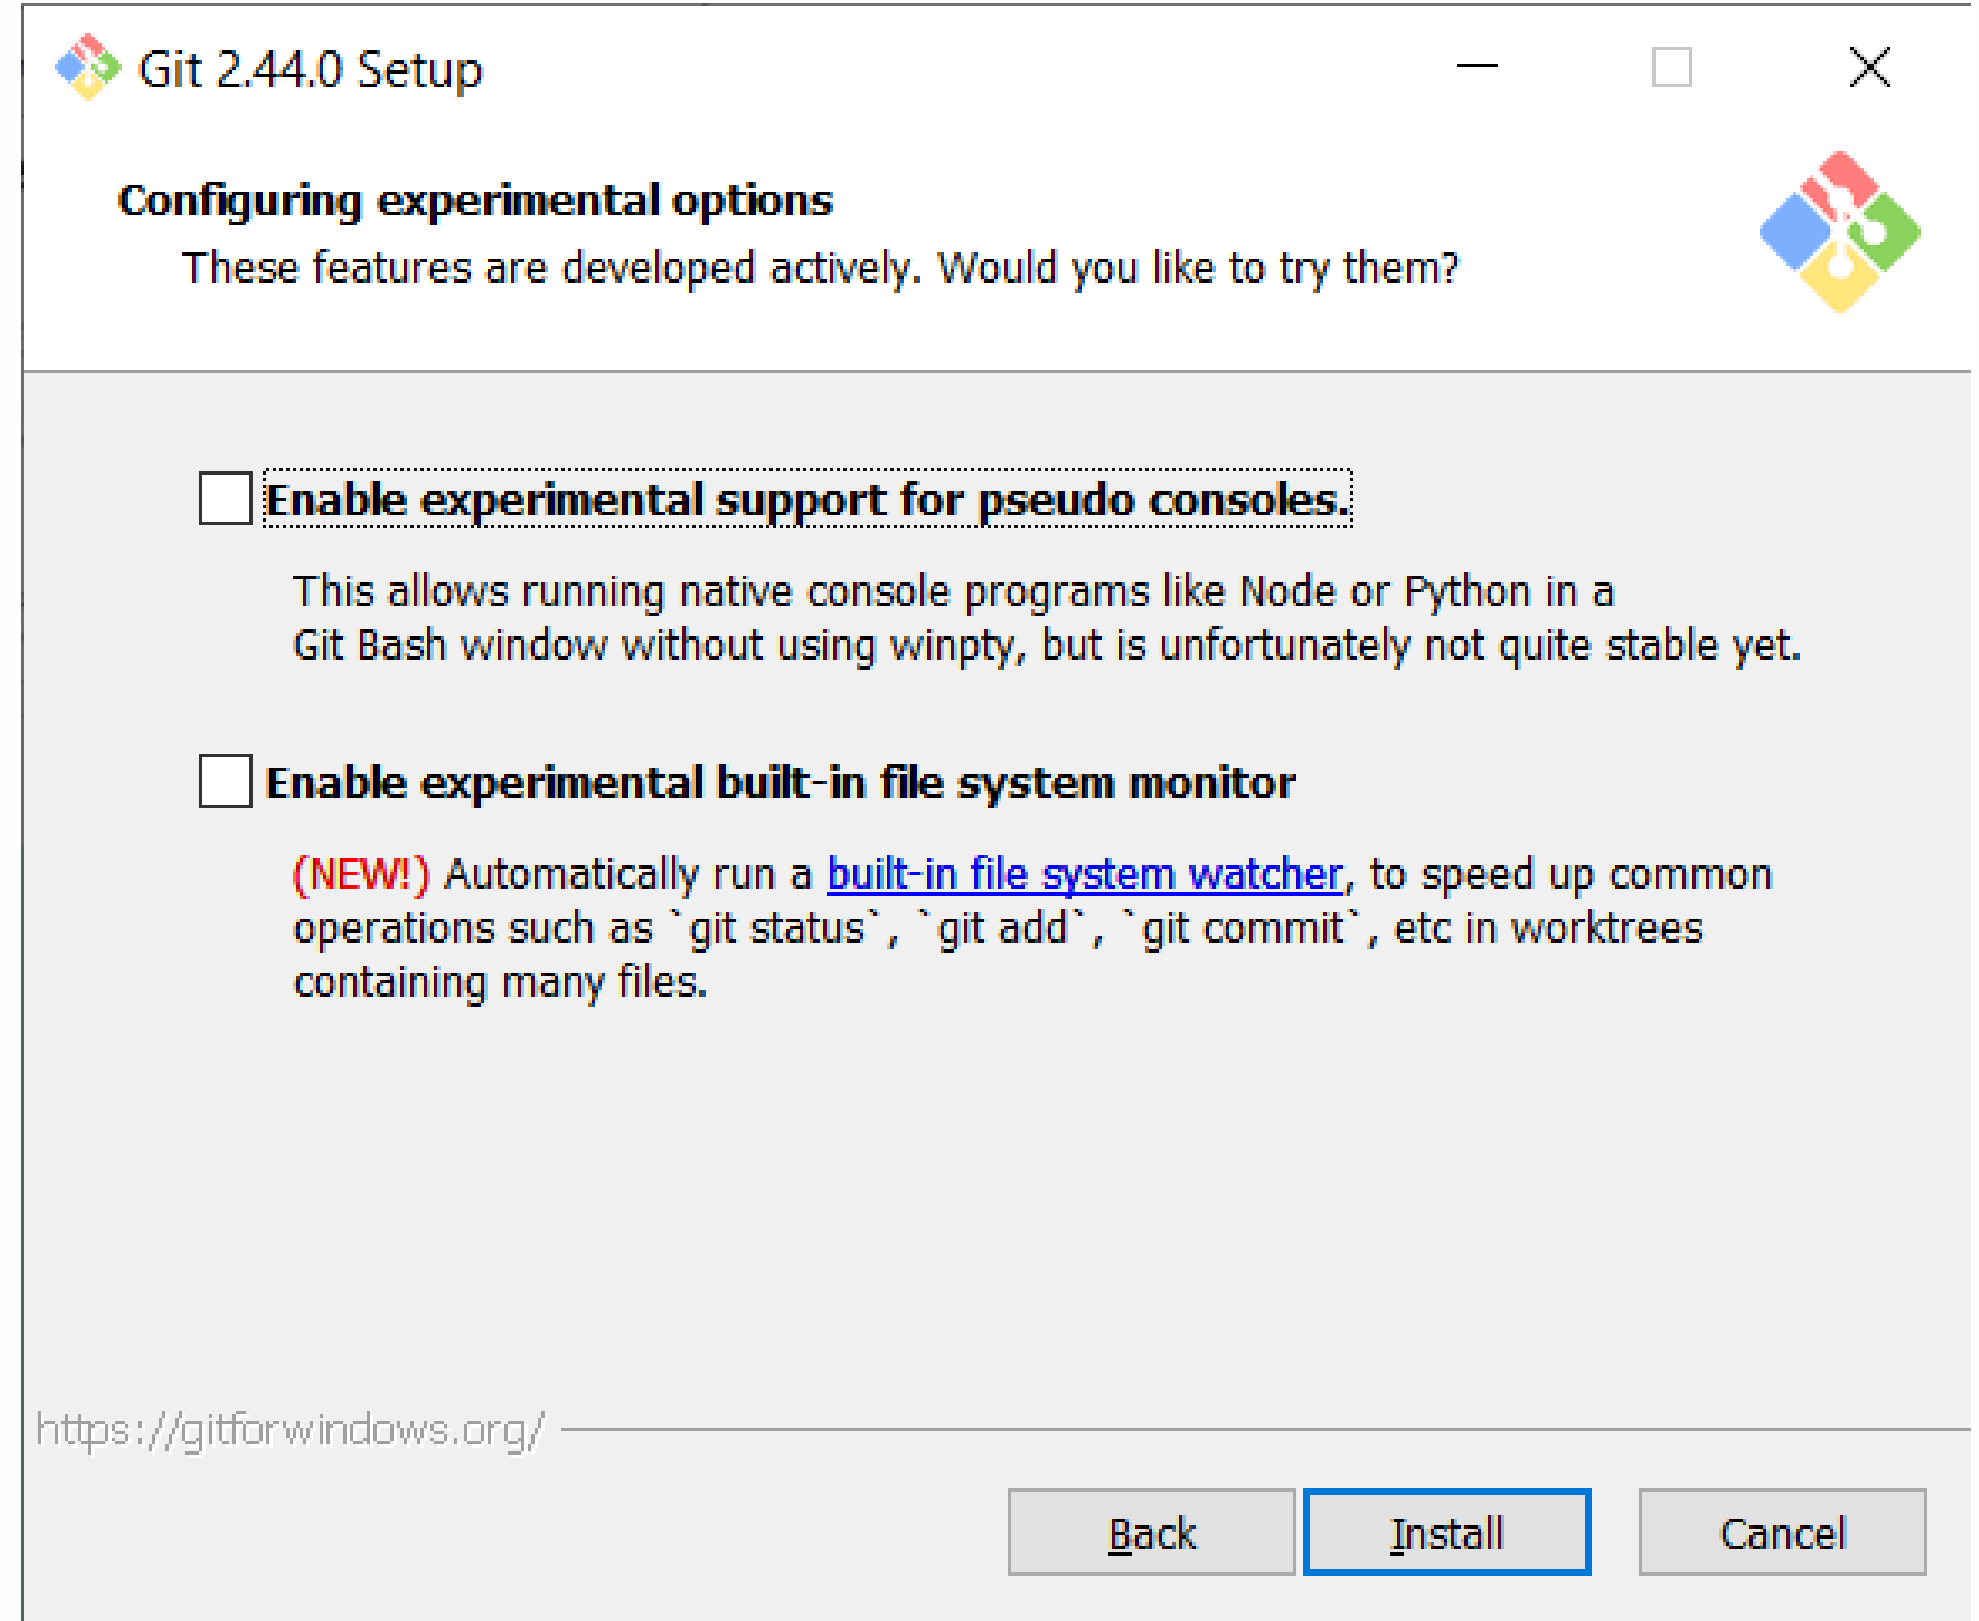 Git 2.44.0 Setup
Configuring experimental options
These features are developed actively. Would you like to try them?
Enable experimental support for pseudo consoles.
This allows running native console programs like Node or Python in a
Git Bash window without using winpty, but is unfortunately not quite stable yet.
Enable experimental built-in file system monitor
(NEW!) Automatically run a built-in file system watcher, to speed up common
operations such as `git status`, `git add`, `git commit`, etc in worktrees
containing many files.
https://gitforwindows.org/
Back Install Cancel